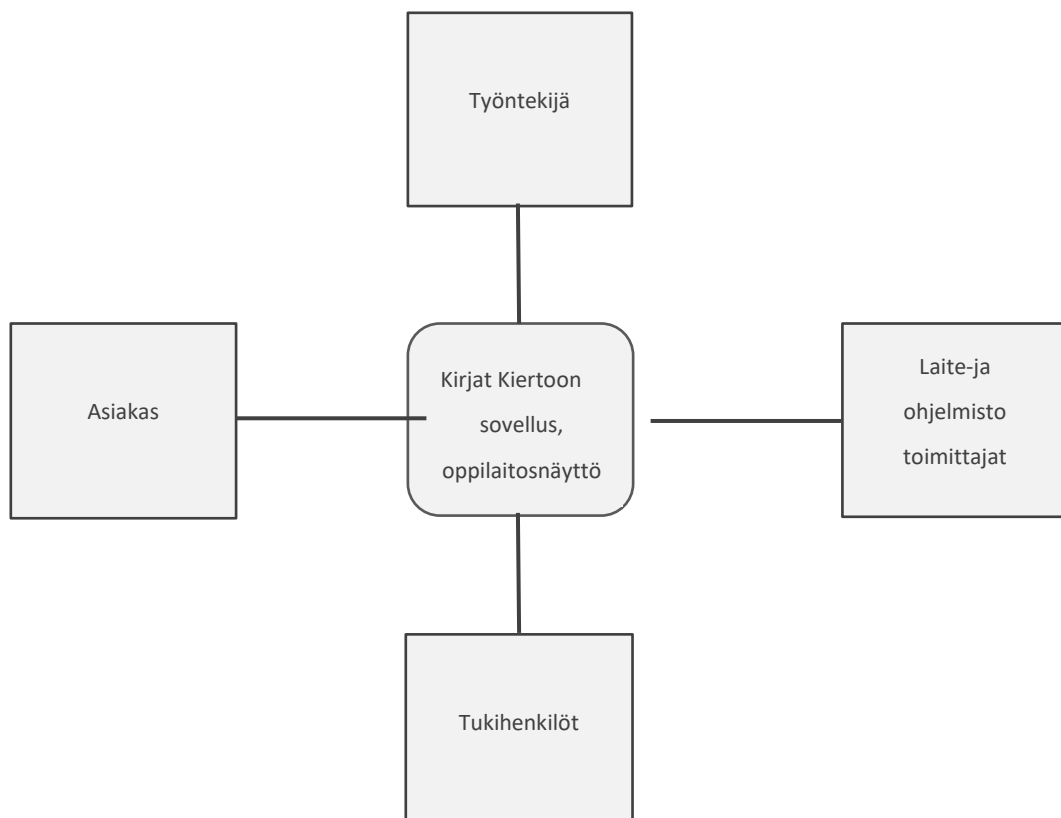 Työntekijä
Asiakas
Kirjat Kiertoon
sovellus,
oppilaitosnäyttö
Laite-ja
ohjelmisto
toimittajat
Tukihenkilöt